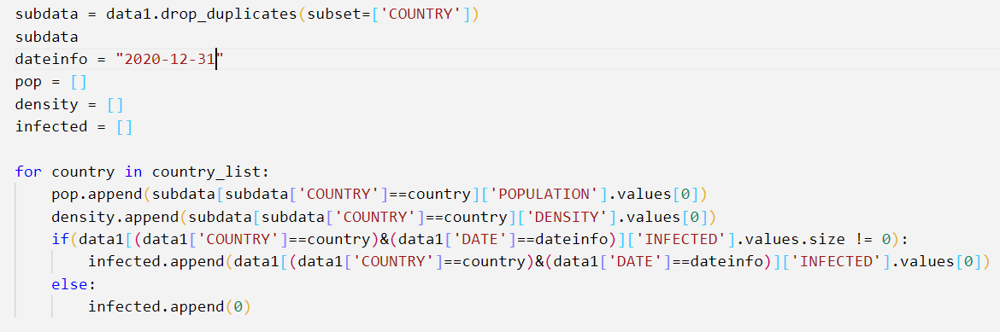 subdata = data1.drop_duplicates(subset=['COUNTRY'])
subdata
dateinfo = "2020-12-31"
pop = []
density = []
infected = []

for country in country_list:
    pop.append(subdata[subdata['COUNTRY']==country]['POPULATION'].values[0])
    density.append(subdata[subdata['COUNTRY']==country]['DENSITY'].values[0])
    if(data1[(data1['COUNTRY']==country)&(data1['DATE']==dateinfo)]['INFECTED'].values.size != 0):
        infected.append(data1[(data1['COUNTRY']==country)&(data1['DATE']==dateinfo)]['INFECTED'].values[0])
    else:
        infected.append(0)